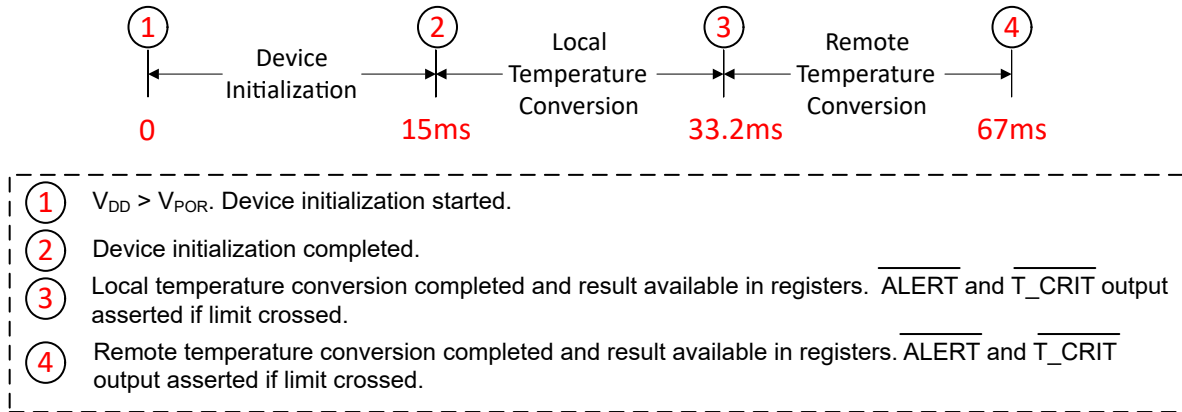 1 2 3 4
Device Initialization
Local Temperature Conversion
Remote Temperature Conversion
0 15ms 33.2ms 67ms
1 VDD > VPOR. Device initialization started.
2 Device initialization completed.
3 Local temperature conversion completed and result available in registers. ALERT and T_CRIT output
asserted if limit crossed.
4 Remote temperature conversion completed and result available in registers. ALERT and T_CRIT
output asserted if limit crossed.